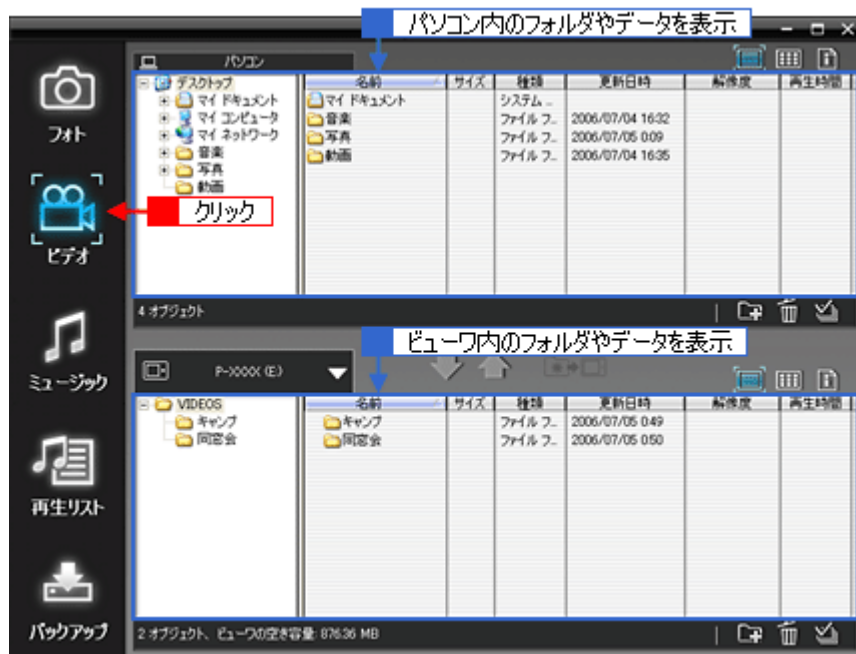 パソコン内のフォルダやデータを表示
パソコン
フォト
デスクトップ
マイ ドキュメント
マイ コンピュータ
マイ ネットワーク
音楽
写真
動画
名前 サイズ 種類 更新日時 解像度 再生時間
マイ ドキュメント システム ..
音楽 ファイル フ.. 2006/07/04 16:32
写真 ファイル フ.. 2006/07/05 0:09
動画 ファイル フ.. 2006/07/04 16:35
クリック
ビデオ
4 オブジェクト
ビューワ内のフォルダやデータを表示
P-XXXX (E:)
ミュージック
VIDEOS
キャンプ
同窓会
名前 サイズ 種類 更新日時 解像度 再生時間
キャンプ ファイル フ.. 2006/07/05 0:49
同窓会 ファイル フ.. 2006/07/05 0:50
再生リスト
バックアップ
2 オブジェクト、ビューワの空き容量: 876.36 MB